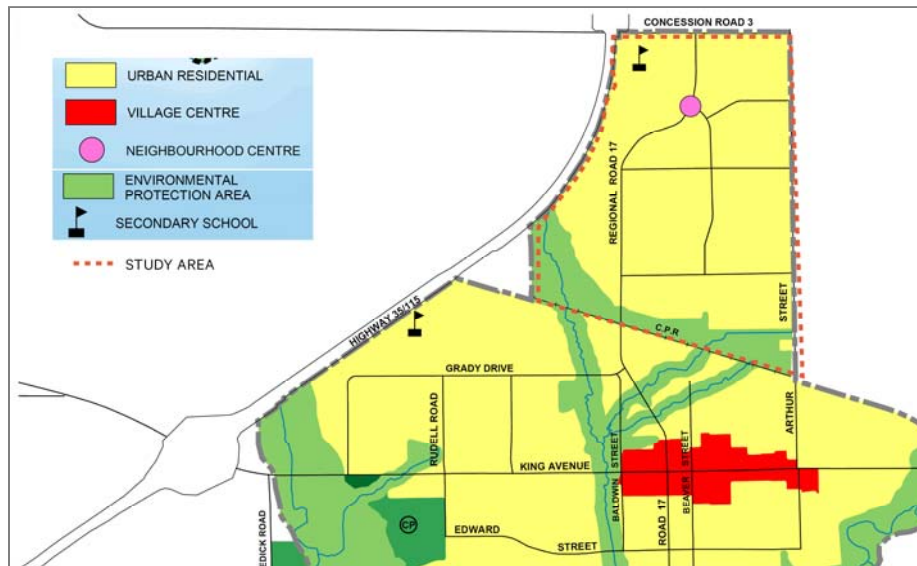 CONCESSION ROAD 3
URBAN RESIDENTIAL
VILLAGE CENTRE
NEIGHBOURHOOD CENTRE
ENVIRONMENTAL
PROTECTION AREA
SECONDARY SCHOOL
STUDY AREA
REGIONAL ROAD 17
HIGHWAY 35/115
STREET
C.P.R
GRADY DRIVE
RUDELL ROAD
BALDWIN STREET
BEAVER STREET
ARTHUR
KING AVENUE
ROAD 17
CP
EDWARD
STREET
EDICK ROAD